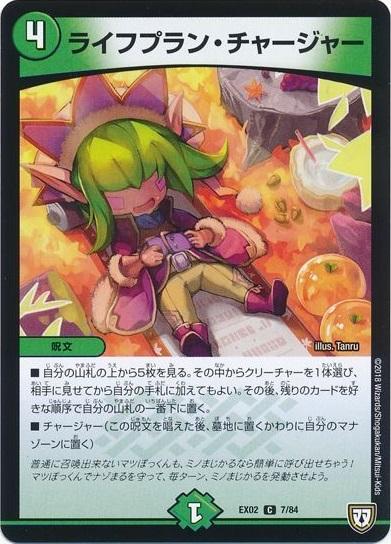 4
ライフプラン・チャージャー
illus. Tanru
呪文
■自分の山札の上から5枚を見る。その中からクリーチャーを1体選び、
相手に見せてから自分の手札に加えてもよい。その後、残りのカードを好
きな順序で自分の山札の一番下に置く。
■チャージャー(この呪文を唱えた後、墓地に置くかわりに自分のマナ
ゾーンに置く)
普通に召喚出来ないマツぼっくんも、ミノまじかるなら簡単に呼び出せちゃう!
マツぼっくんでナゾまるを守って、毎ターン、ミノまじかるを発動させよう。
1
EX02 C 7/84
©2018 Wizards/Shogakukan/Mitsui-Kids